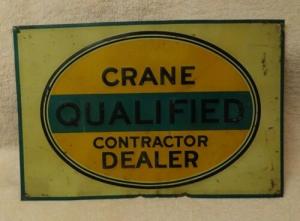 CRANE
QUALIFIED
CONTRACTOR
DEALER